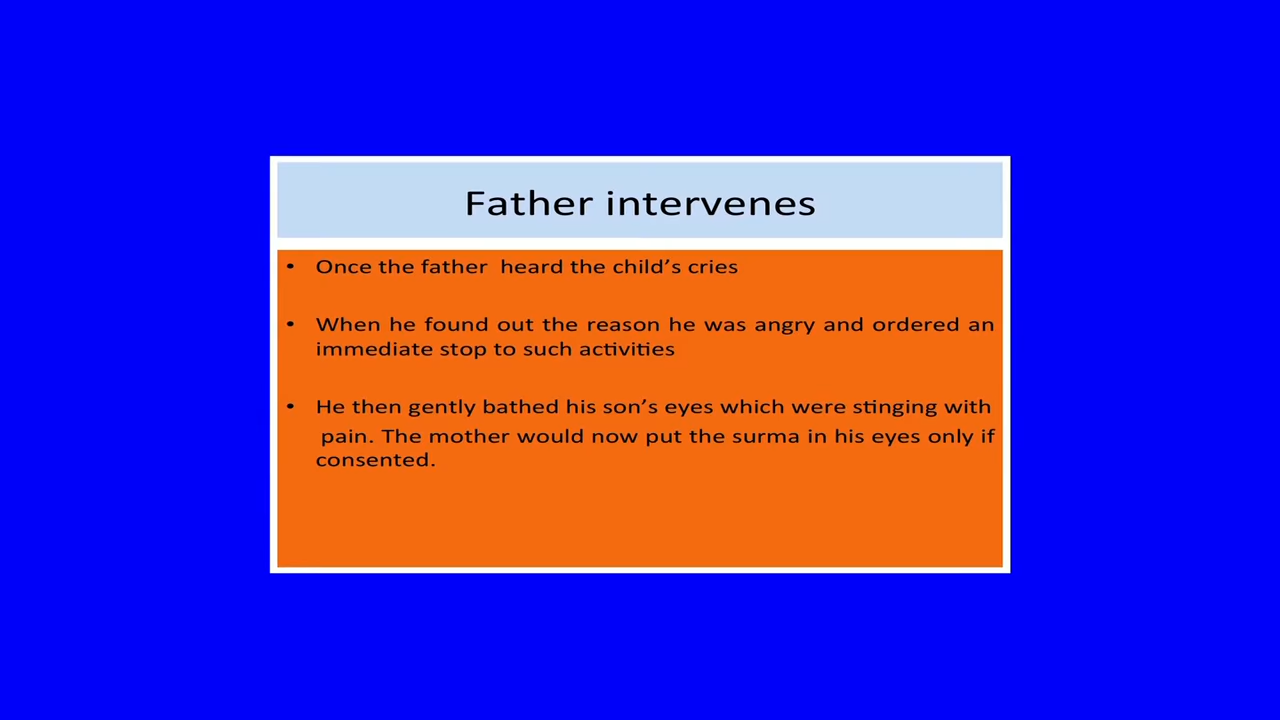 Father intervenes
• Once the father heard the child's cries
• When he found out the reason he was angry and ordered an
immediate stop to such activities
• He then gently bathed his son's eyes which were stinging with
pain. The mother would now put the surma in his eyes only if
consented.